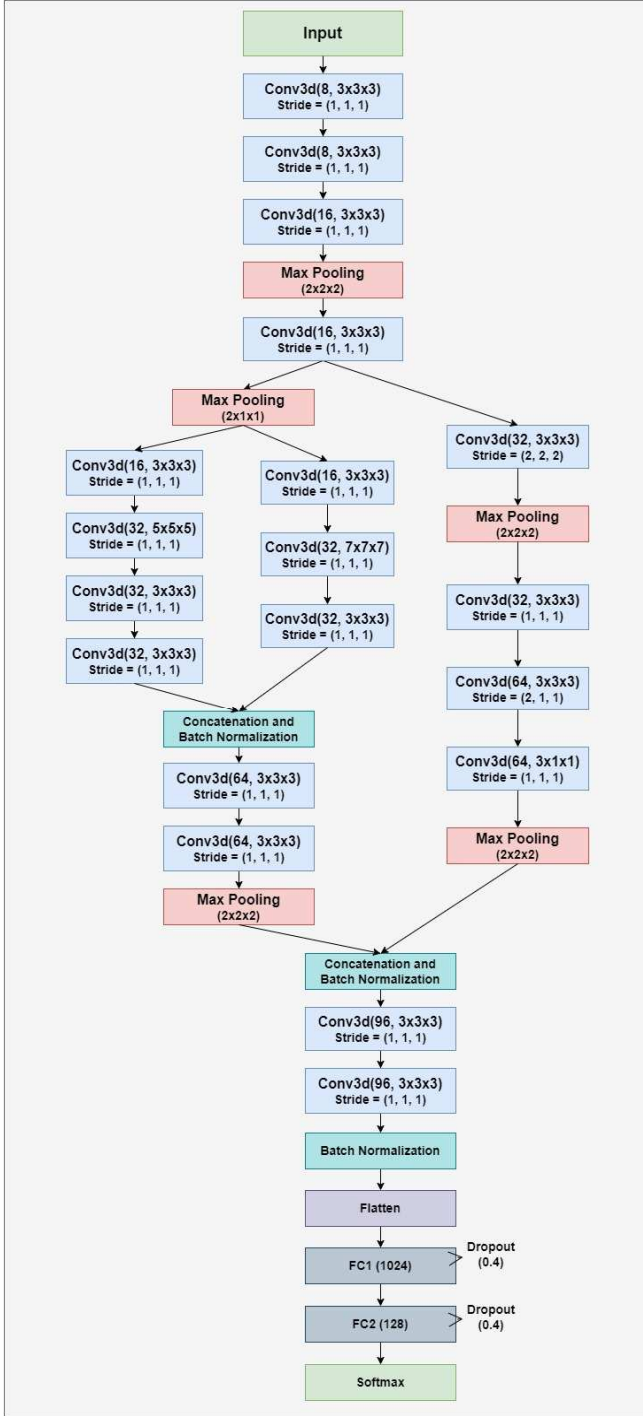 Input
Conv3d(8, 3x3x3)
Stride = (1, 1, 1)
Conv3d(8, 3x3x3)
Stride = (1, 1, 1)
Conv3d(16, 3x3x3)
Stride = (1, 1, 1)
Max Pooling
(2x2x2)
Conv3d(16, 3x3x3)
Stride = (1, 1, 1)
Max Pooling
(2x1x1)
Conv3d(16, 3x3x3)
Stride = (1, 1, 1)
Conv3d(32, 5x5x5)
Stride = (1, 1, 1)
Conv3d(32, 3x3x3)
Stride = (1, 1, 1)
Conv3d(32, 3x3x3)
Stride = (1, 1, 1)
Conv3d(16, 3x3x3)
Stride = (1, 1, 1)
Conv3d(32, 7x7x7)
Stride = (1, 1, 1)
Conv3d(32, 3x3x3)
Stride = (1, 1, 1)
Concatenation and
Batch Normalization
Conv3d(64, 3x3x3)
Stride = (1, 1, 1)
Conv3d(64, 3x3x3)
Stride = (1, 1, 1)
Max Pooling
(2x2x2)
Conv3d(32, 3x3x3)
Stride = (2, 2, 2)
Max Pooling
(2x2x2)
Conv3d(32, 3x3x3)
Stride = (1, 1, 1)
Conv3d(64, 3x3x3)
Stride = (2, 1, 1)
Conv3d(64, 3x1x1)
Stride = (1, 1, 1)
Max Pooling
(2x2x2)
Concatenation and
Batch Normalization
Conv3d(96, 3x3x3)
Stride = (1, 1, 1)
Conv3d(96, 3x3x3)
Stride = (1, 1, 1)
Batch Normalization
Flatten
FC1 (1024)
Dropout
(0.4)
FC2 (128)
Dropout
(0.4)
Softmax